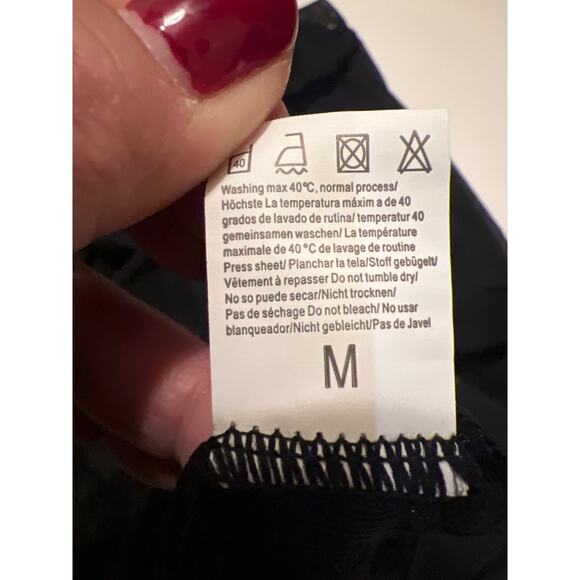 40
Washing max 40°C, normal process/
Höchste La temperatura máxim a de 40
grados de lavado de rutina/ temperatur 40
gemeinsamen waschen/ La température
maximale de 40 °C de lavage de routine
Press sheet/ Planchar la tela/Stoff gebügelt/
Vêtement à repasser Do not tumble dry/
No so puede secar/Nicht trocknen/
Pas de séchage Do not bleach/ No usar
blanqueador/Nicht gebleicht/Pas de Javel
M